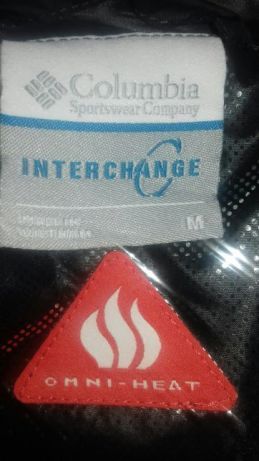 Columbia
Sportswear Company
INTERCHANGE
M
OMNI-HEAT